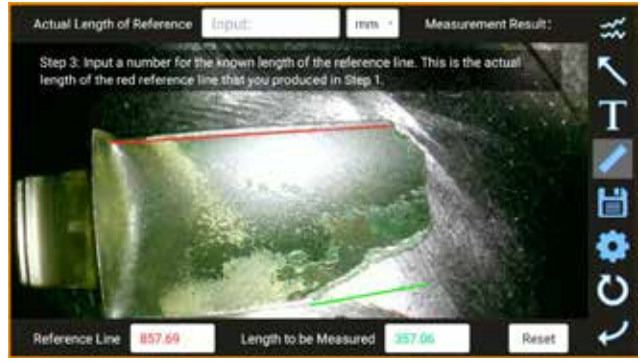 Actual Length of Reference Input: mm Measurement Result:
Step 3: Input a number for the known length of the reference line. This is the actual
length of the red reference line that you produced in Step 1.
T
Reference Line 857.69 Length to be Measured 357.06 Reset